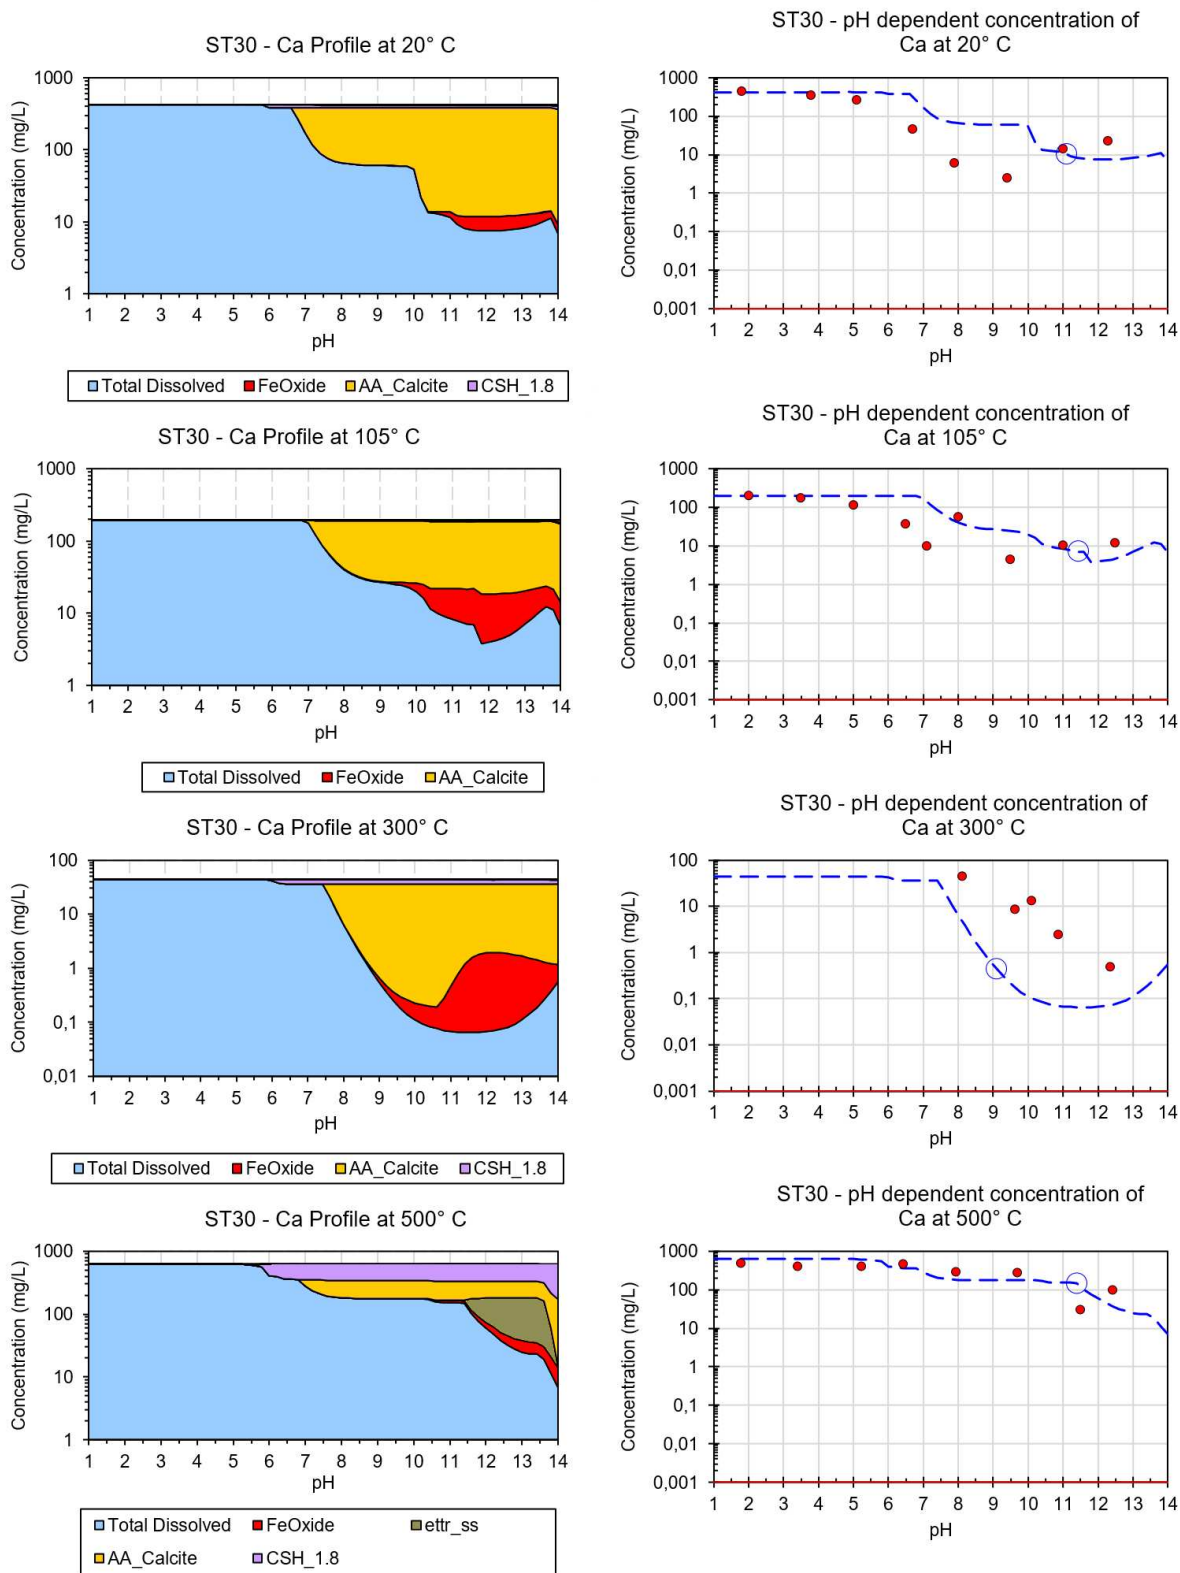 ST30 - Ca Profile at 20° C
Concentration (mg/L)
1000
100
10
1
1 2 3 4 5 6 7 8 9 10 11 12 13 14
pH
Total Dissolved FeOxide AA_Calcite CSH_1.8
ST30 - pH dependent concentration of
Ca at 20° C
Concentration (mg/L)
1000
100
10
1
0,1
0,01
0,001
1 2 3 4 5 6 7 8 9 10 11 12 13 14
pH
ST30 - Ca Profile at 105° C
Concentration (mg/L)
1000
100
10
1
1 2 3 4 5 6 7 8 9 10 11 12 13 14
pH
Total Dissolved FeOxide AA_Calcite
ST30 - pH dependent concentration of
Ca at 105° C
Concentration (mg/L)
1000
100
10
1
0,1
0,01
0,001
1 2 3 4 5 6 7 8 9 10 11 12 13 14
pH
ST30 - Ca Profile at 300° C
Concentration (mg/L)
100
10
1
0,1
0,01
1 2 3 4 5 6 7 8 9 10 11 12 13 14
pH
Total Dissolved FeOxide AA_Calcite CSH_1.8
ST30 - pH dependent concentration of
Ca at 300° C
Concentration (mg/L)
100
10
1
0,1
0,01
0,001
1 2 3 4 5 6 7 8 9 10 11 12 13 14
pH
ST30 - Ca Profile at 500° C
Concentration (mg/L)
1000
100
10
1
1 2 3 4 5 6 7 8 9 10 11 12 13 14
pH
Total Dissolved FeOxide ettr_ss
AA_Calcite CSH_1.8
ST30 - pH dependent concentration of
Ca at 500° C
Concentration (mg/L)
1000
100
10
1
0,1
0,01
0,001
1 2 3 4 5 6 7 8 9 10 11 12 13 14
pH